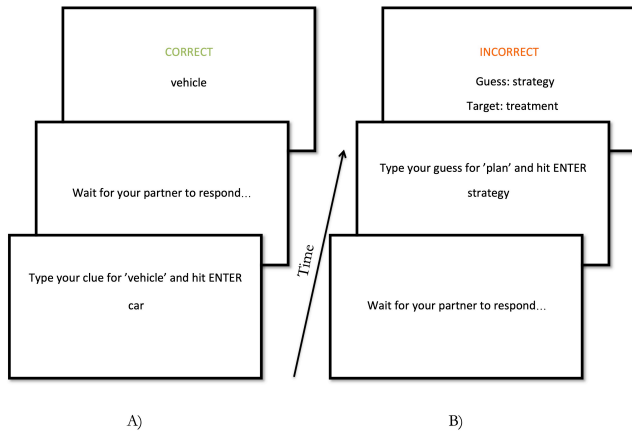 CORRECT
vehicle
Wait for your partner to respond...
Type your clue for 'vehicle' and hit ENTER
car
A)
Time
INCORRECT
Guess: strategy
Target: treatment
Type your guess for 'plan' and hit ENTER
strategy
Wait for your partner to respond...
B)